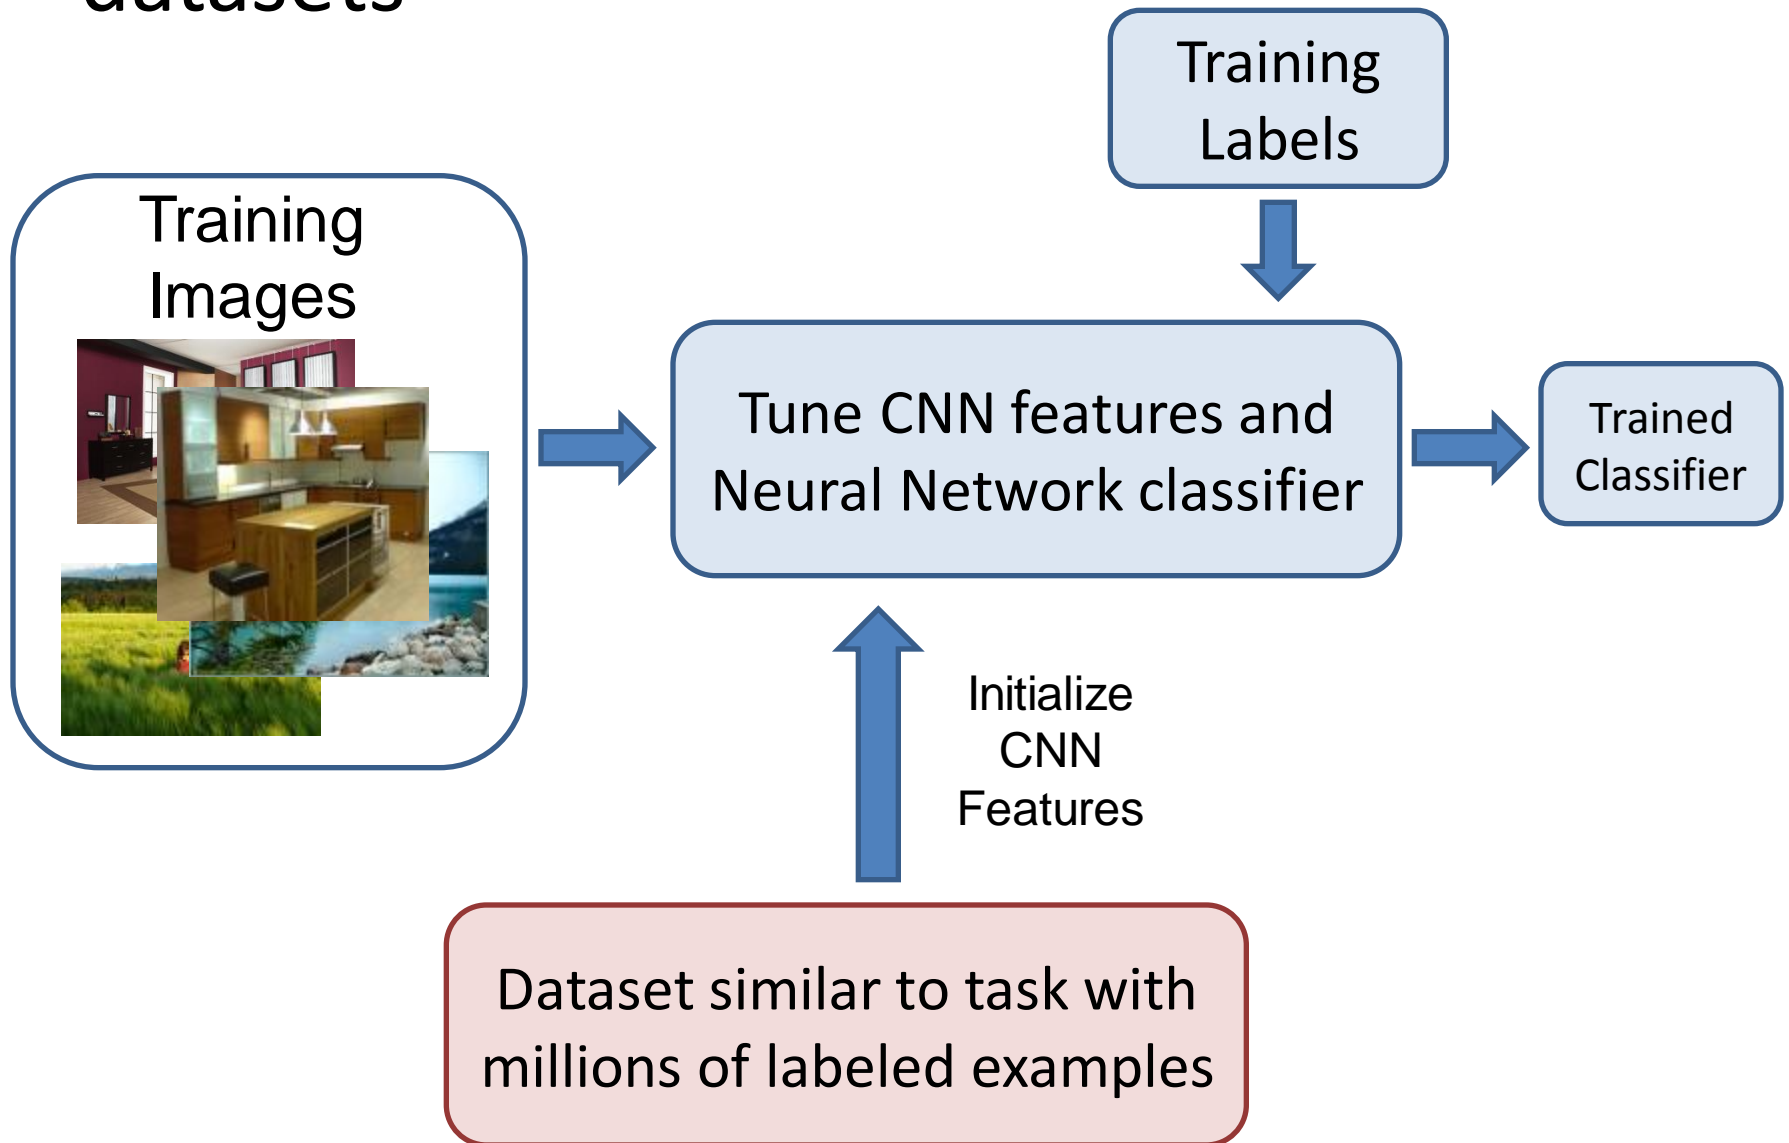 datasets
Training
Labels
Training
Images
Tune CNN features and
Neural Network classifier
Trained
Classifier
Initialize
CNN
Features
Dataset similar to task with
millions of labeled examples